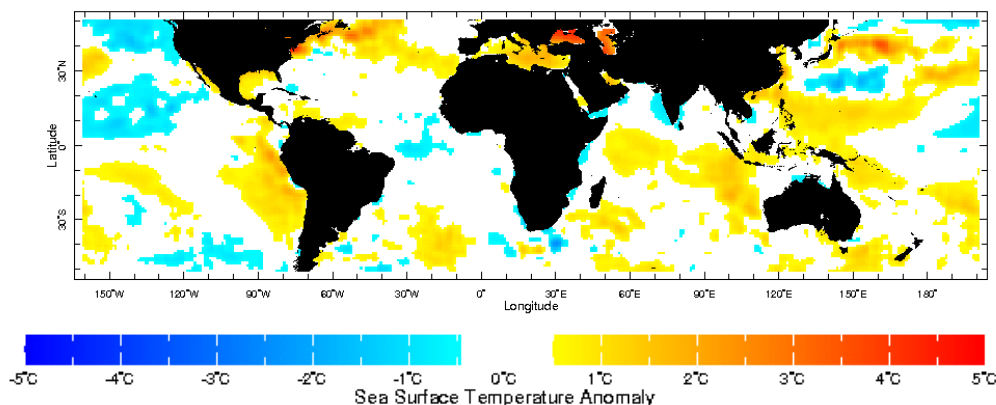 Latitude
30°N
0°
30°S
150°W 120°W 90°W 60°W 30°W 0° 30°E 60°E 90°E 120°E 150°E 180°
Longitude
-5°C -4°C -3°C -2°C -1°C 0°C 1°C 2°C 3°C 4°C 5°C
Sea Surface Temperature Anomaly